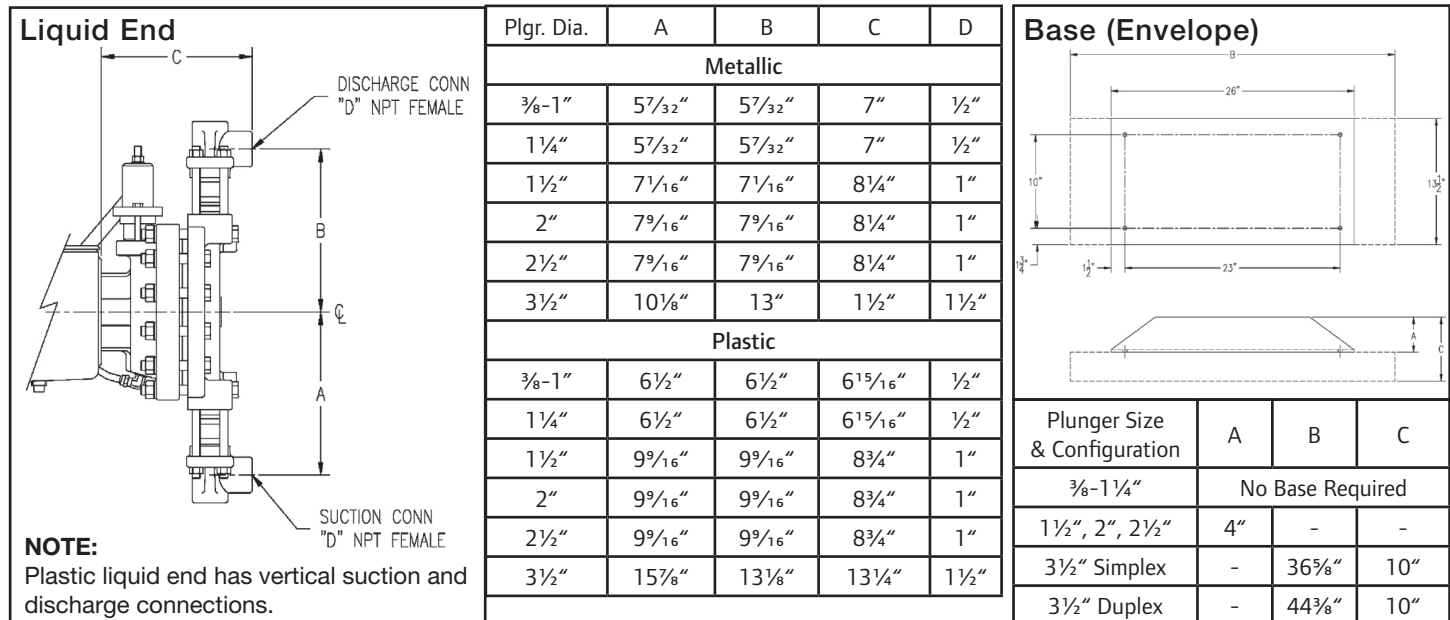 Liquid End
C
DISCHARGE CONN
"D" NPT FEMALE
B
℄
A
SUCTION CONN
"D" NPT FEMALE
NOTE:
Plastic liquid end has vertical suction and
discharge connections.
Plgr. Dia. A B C D
Metallic
⅜-1″ 5⁷⁄₃₂“ 5⁷⁄₃₂“ 7“ ½“
1¼“ 5⁷⁄₃₂“ 5⁷⁄₃₂“ 7“ ½“
1½“ 7¹⁄₁₆“ 7¹⁄₁₆“ 8¼“ 1“
2“ 7⁹⁄₁₆“ 7⁹⁄₁₆“ 8¼“ 1“
2½“ 7⁹⁄₁₆“ 7⁹⁄₁₆“ 8¼“ 1“
3½“ 10⅛“ 13“ 1½“ 1½“
Plastic
⅜-1″ 6½“ 6½“ 6¹⁵⁄₁₆“ ½“
1¼“ 6½“ 6½“ 6¹⁵⁄₁₆“ ½“
1½“ 9⁹⁄₁₆“ 9⁹⁄₁₆“ 8¾“ 1“
2“ 9⁹⁄₁₆“ 9⁹⁄₁₆“ 8¾“ 1“
2½“ 9⁹⁄₁₆“ 9⁹⁄₁₆“ 8¾“ 1“
3½“ 15⅞“ 13⅛“ 13¼“ 1½“
Base (Envelope)
B
26"
10"
13½"
1¾"
1½"
23"
A
C
Plunger Size
& Configuration A B C
⅜-1¼“ No Base Required
1½“, 2“, 2½“ 4“ - -
3½“ Simplex - 36⅝“ 10“
3½“ Duplex - 44⅜“ 10“